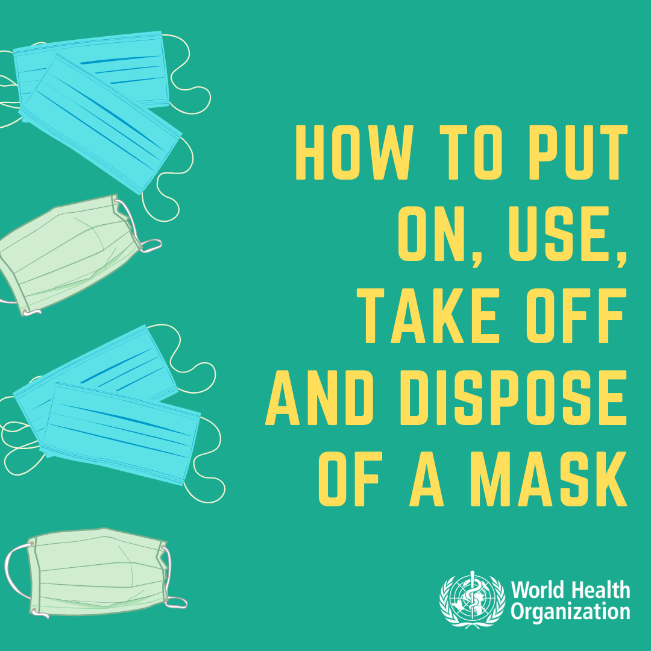 HOW TO PUT
ON, USE,
TAKE OFF
AND DISPOSE
OF A MASK
World Health
Organization